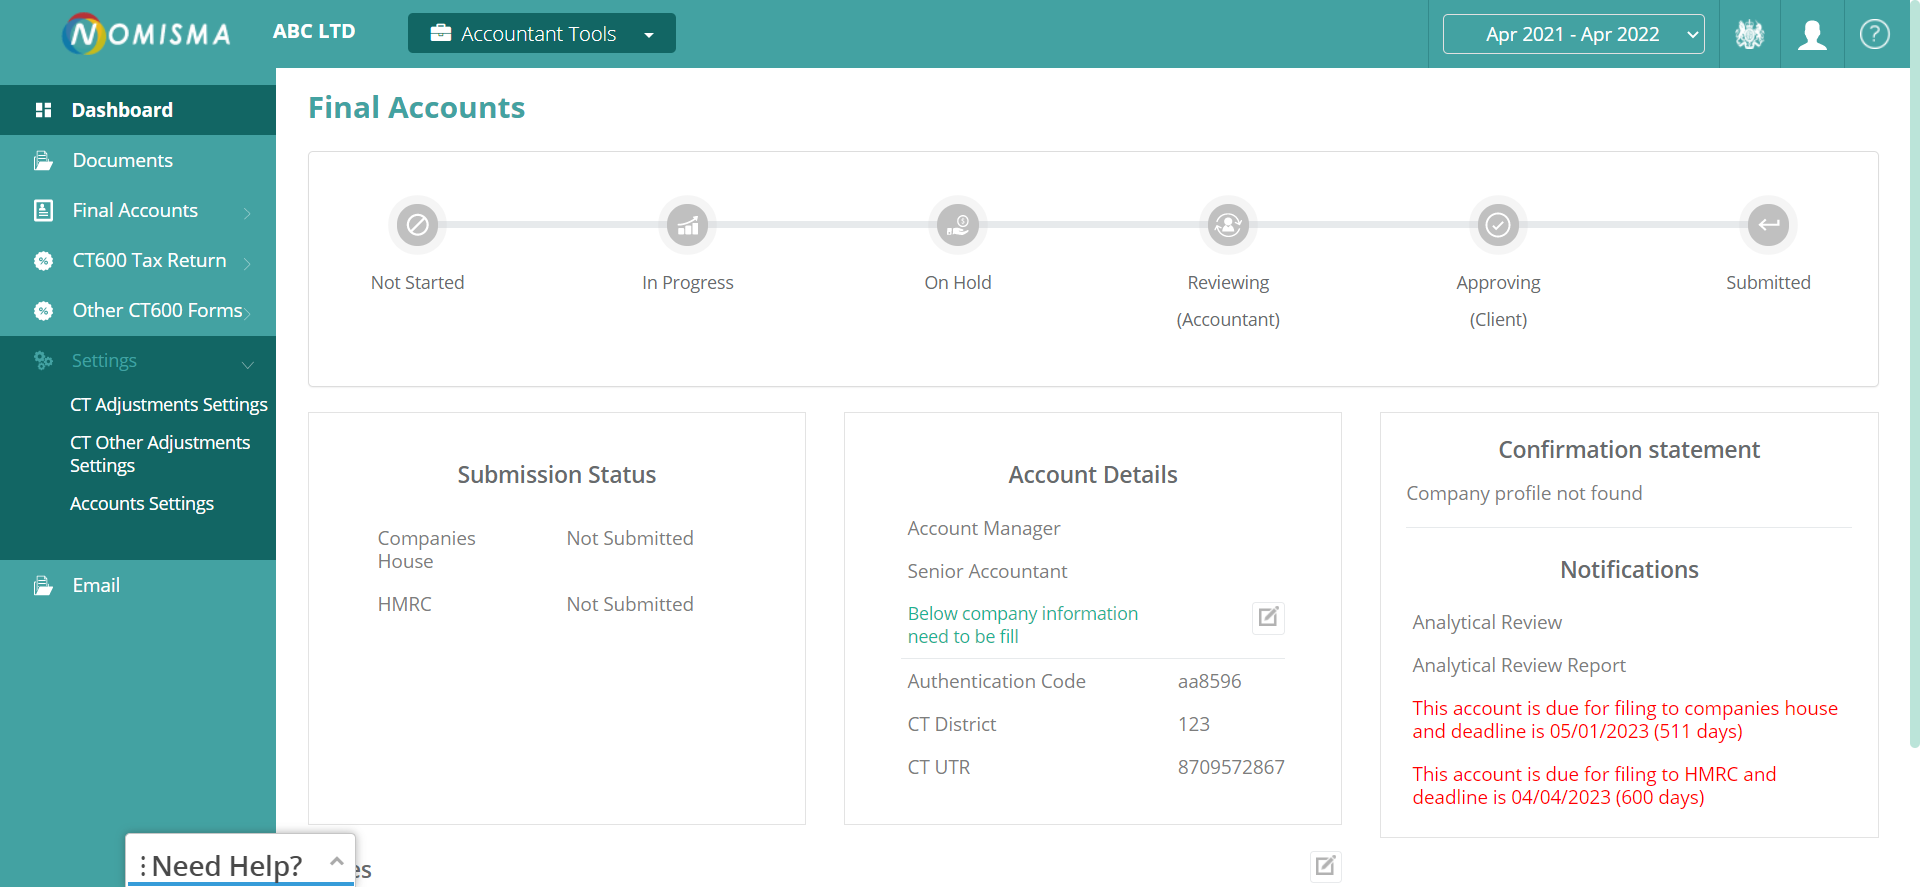 NOMISMA
ABC LTD
Accountant Tools
Apr 2021 - Apr 2022
?
Dashboard
Documents
Final Accounts
CT600 Tax Return
Other CT600 Forms
Settings
CT Adjustments Settings
CT Other Adjustments
Settings
Accounts Settings
Email
Final Accounts
Not Started
In Progress
On Hold
Reviewing
(Accountant)
Approving
(Client)
Submitted
Submission Status
Companies House Not Submitted
HMRC Not Submitted
Account Details
Account Manager
Senior Accountant
Below company information
need to be fill
Authentication Code aa8596
CT District 123
CT UTR 8709572867
Confirmation statement
Company profile not found
Notifications
Analytical Review
Analytical Review Report
This account is due for filing to companies house
and deadline is 05/01/2023 (511 days)
This account is due for filing to HMRC and
deadline is 04/04/2023 (600 days)
Need Help?